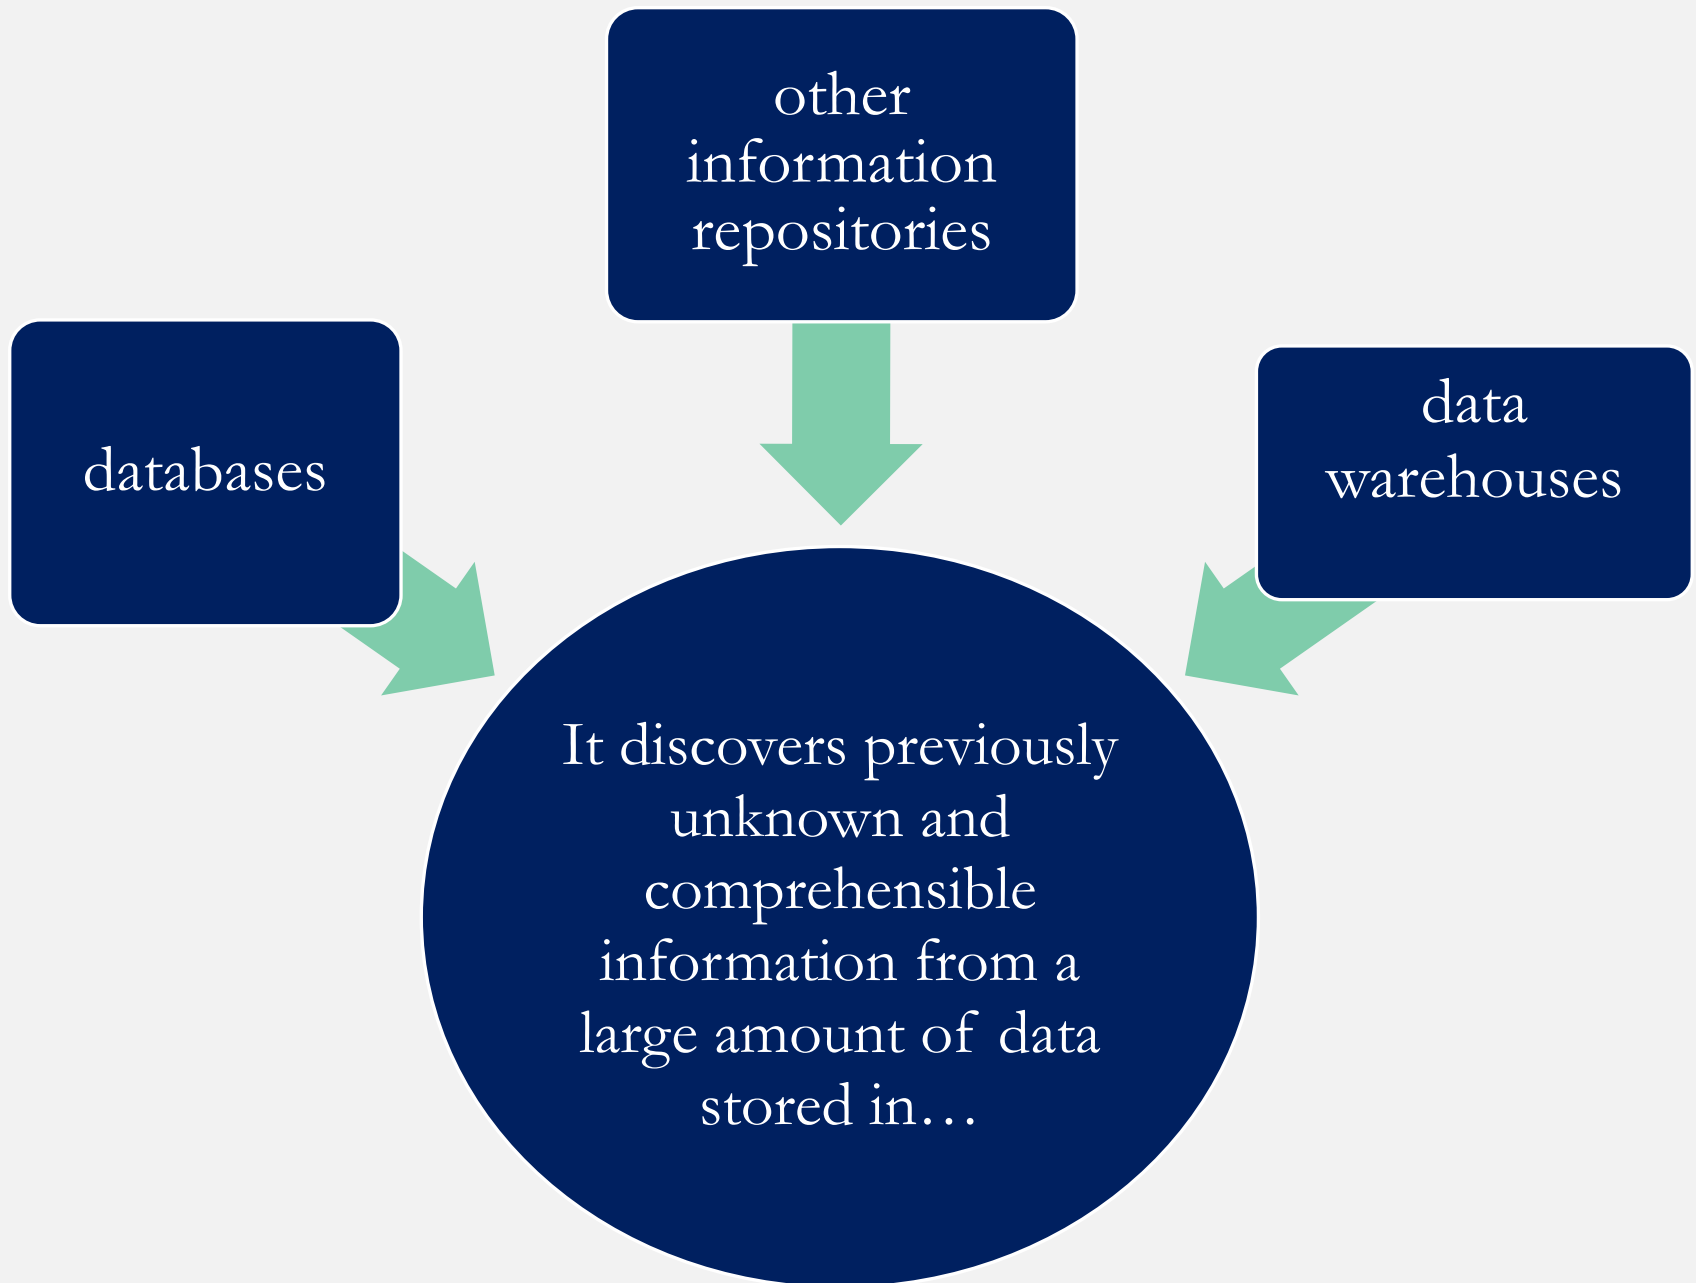 other
information
repositories
databases
data
warehouses
It discovers previously
unknown and
comprehensible
information from a
large amount of data
stored in…